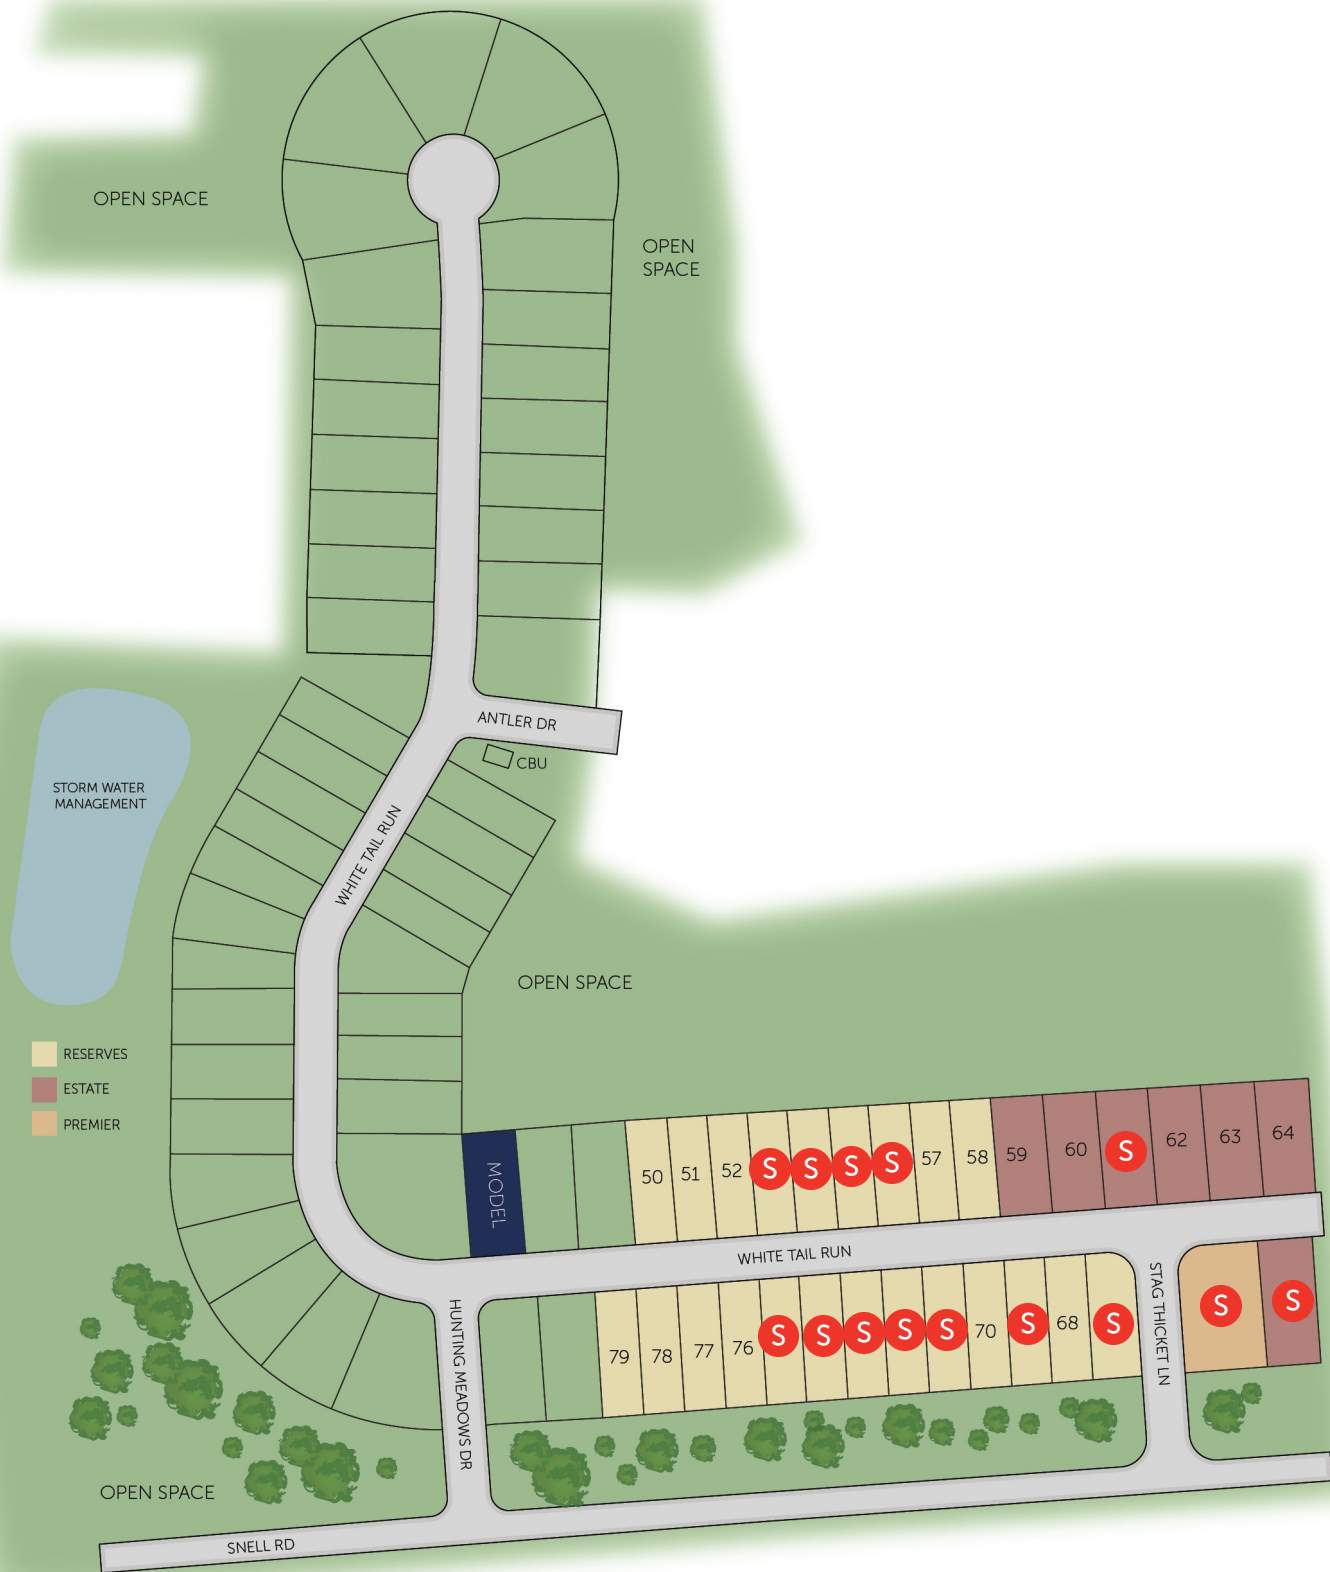 OPEN SPACE
OPEN
SPACE
ANTLER DR
CBU
STORM WATER
MANAGEMENT
WHITE TAIL RUN
OPEN SPACE
RESERVES
ESTATE
PREMIER
MODEL
50 51 52 S S S S 57 58 59 60 S 62 63 64
WHITE TAIL RUN
STAG THICKET LN
HUNTING MEADOWS DR
79 78 77 76 S S S S S 70 S 68 S S S
OPEN SPACE
SNELL RD